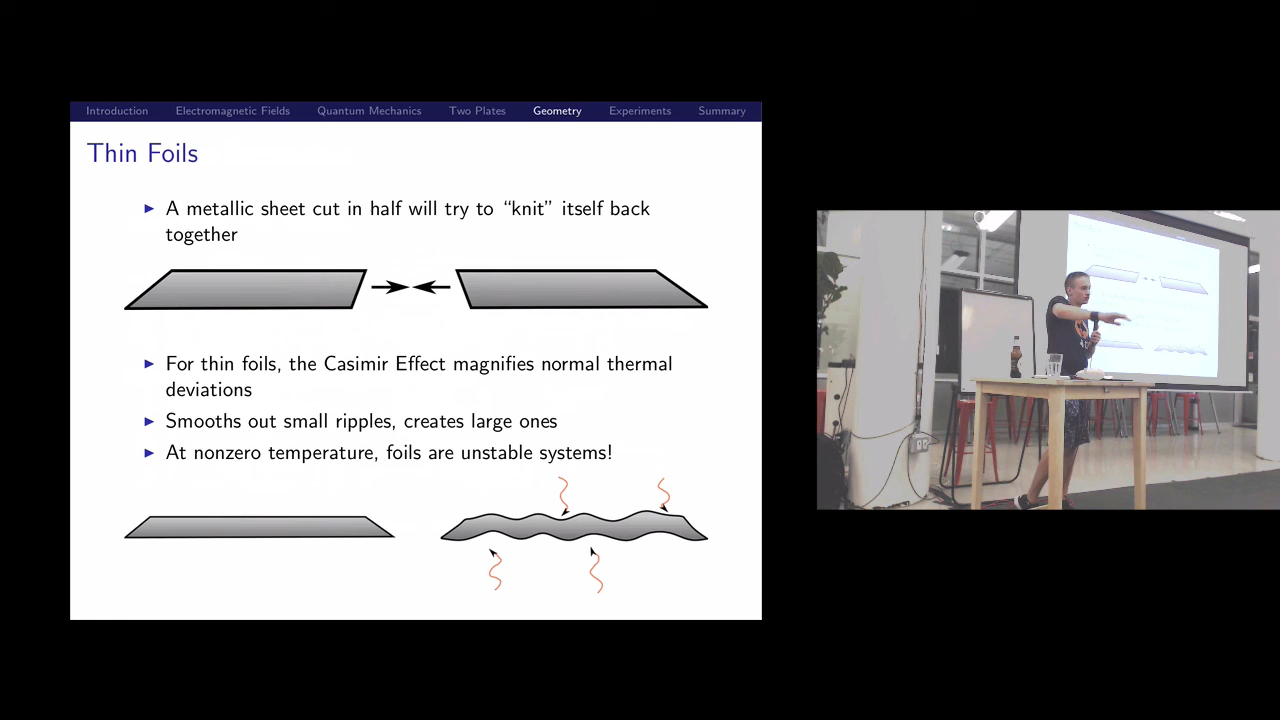 Introduction Electromagnetic Fields Quantum Mechanics Two Plates Geometry Experiments Summary
Thin Foils
A metallic sheet cut in half will try to “knit” itself back
together
For thin foils, the Casimir Effect magnifies normal thermal
deviations
Smooths out small ripples, creates large ones
At nonzero temperature, foils are unstable systems!